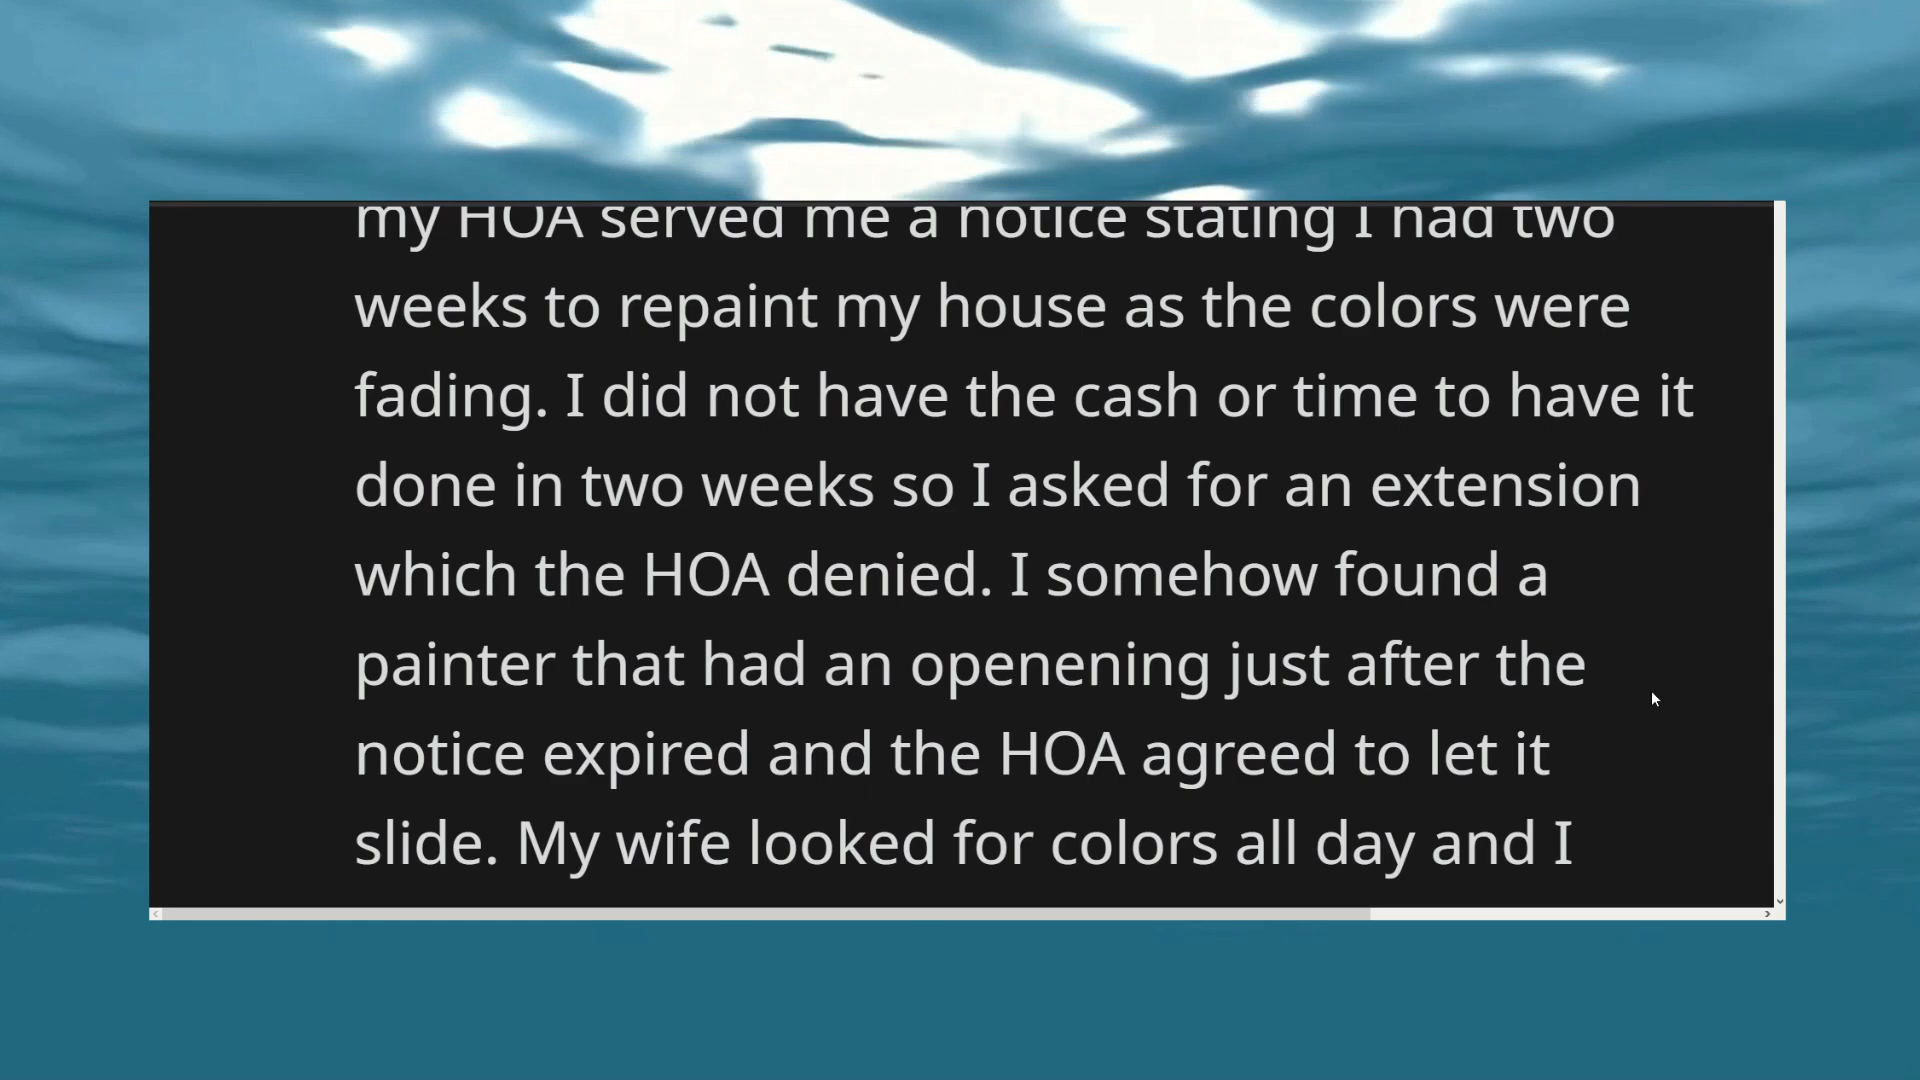 my HOA served me a notice stating I had two
weeks to repaint my house as the colors were
fading. I did not have the cash or time to have it
done in two weeks so I asked for an extension
which the HOA denied. I somehow found a
painter that had an openening just after the
notice expired and the HOA agreed to let it
slide. My wife looked for colors all day and I